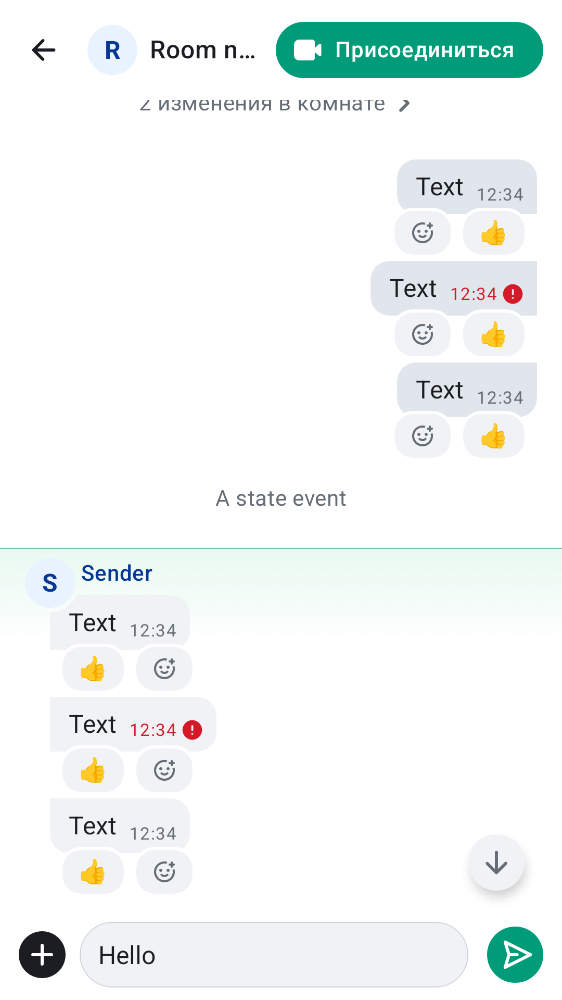 R Room n... Присоединиться
2 изменения в комнате
Text 12:34
👍
Text 12:34
👍
Text 12:34
👍
A state event
S Sender
Text 12:34
👍
Text 12:34
👍
Text 12:34
👍
Hello